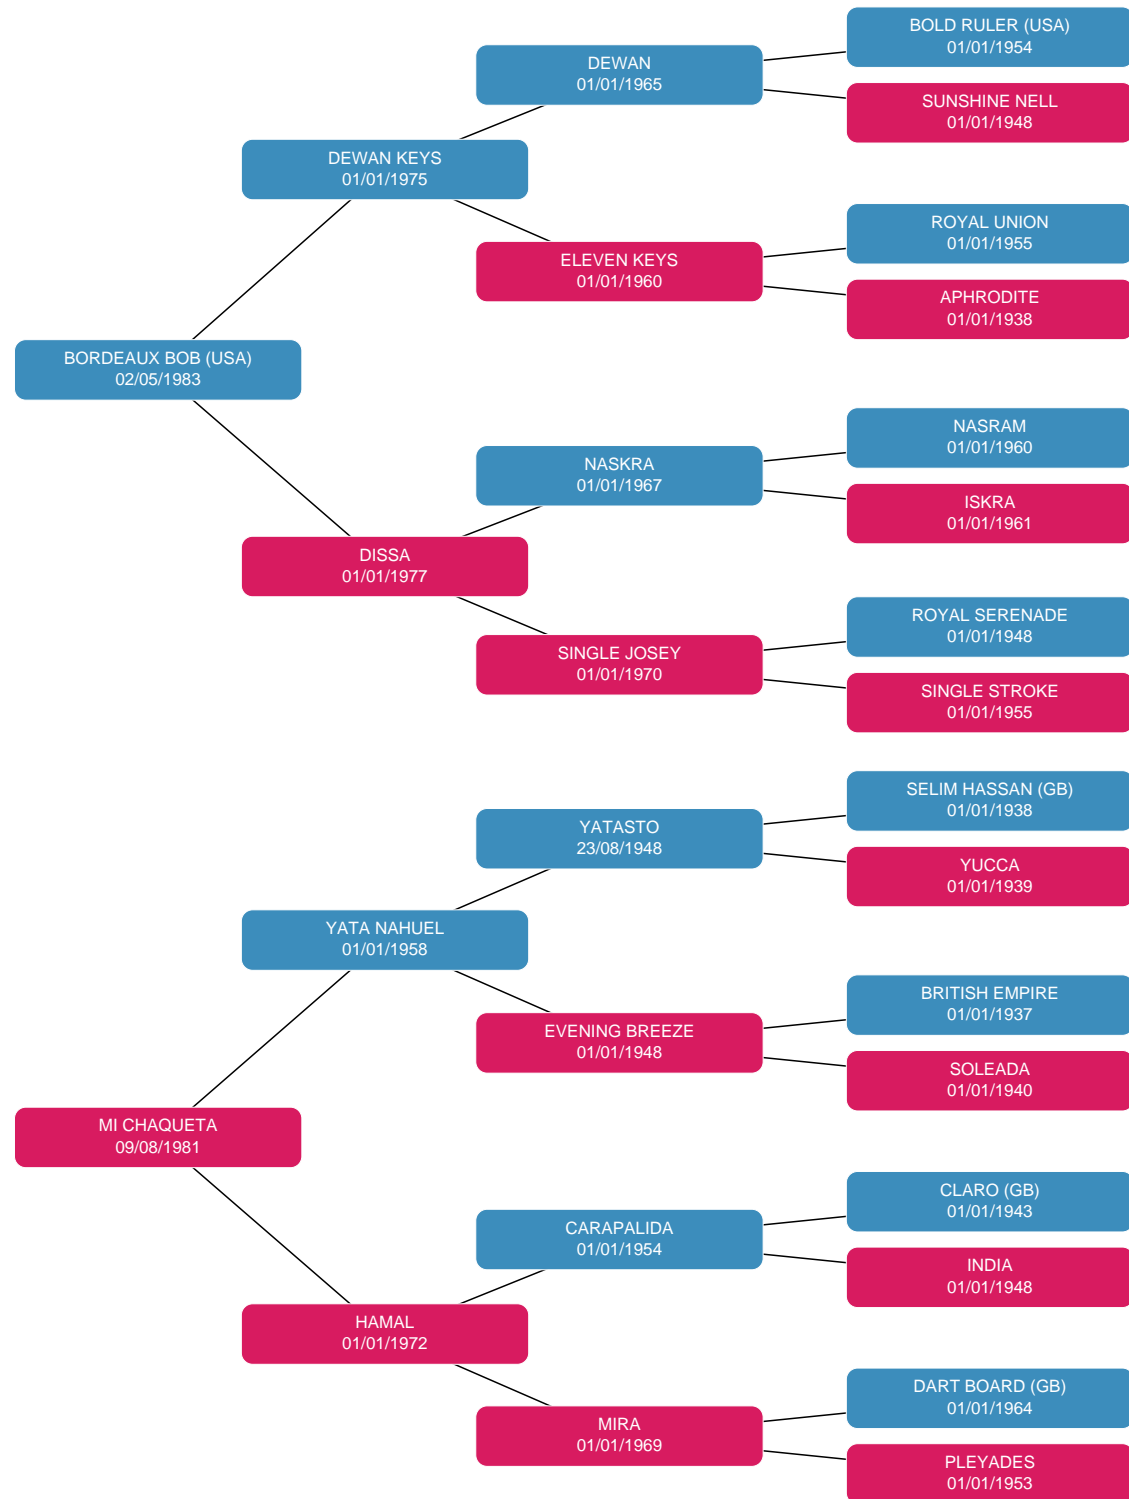 BOLD RULER (USA)
01/01/1954
DEWAN
01/01/1965
SUNSHINE NELL
01/01/1948
DEWAN KEYS
01/01/1975
ROYAL UNION
01/01/1955
ELEVEN KEYS
01/01/1960
APHRODITE
01/01/1938
BORDEAUX BOB (USA)
02/05/1983
NASRAM
01/01/1960
NASKRA
01/01/1967
ISKRA
01/01/1961
DISSA
01/01/1977
ROYAL SERENADE
01/01/1948
SINGLE JOSEY
01/01/1970
SINGLE STROKE
01/01/1955
SELIM HASSAN (GB)
01/01/1938
YATASTO
23/08/1948
YUCCA
01/01/1939
YATA NAHUEL
01/01/1958
BRITISH EMPIRE
01/01/1937
EVENING BREEZE
01/01/1948
SOLEADA
01/01/1940
MI CHAQUETA
09/08/1981
CLARO (GB)
01/01/1943
CARAPALIDA
01/01/1954
INDIA
01/01/1948
HAMAL
01/01/1972
DART BOARD (GB)
01/01/1964
MIRA
01/01/1969
PLEYADES
01/01/1953